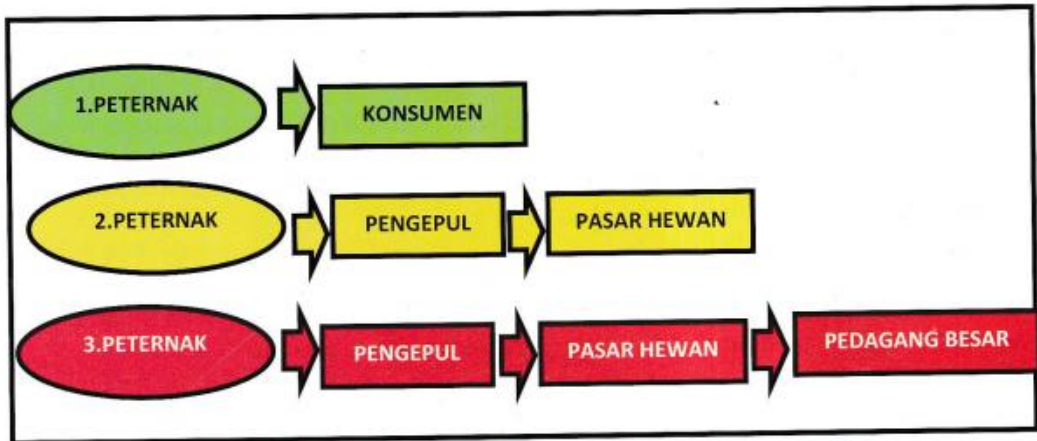 1.PETERNAK
KONSUMEN
2.PETERNAK
PENGEPUL
PASAR HEWAN
3.PETERNAK
PENGEPUL
PASAR HEWAN
PEDAGANG BESAR